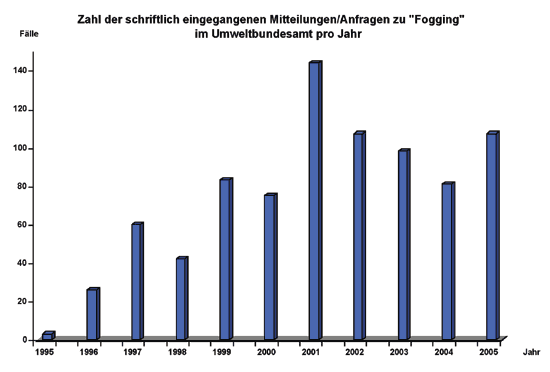 Zahl der schriftlich eingegangenen Mitteilungen/Anfragen zu "Fogging"
im Umweltbundesamt pro Jahr
Fälle
140
120
100
80
60
40
20
0
1995 1996 1997 1998 1999 2000 2001 2002 2003 2004 2005 Jahr